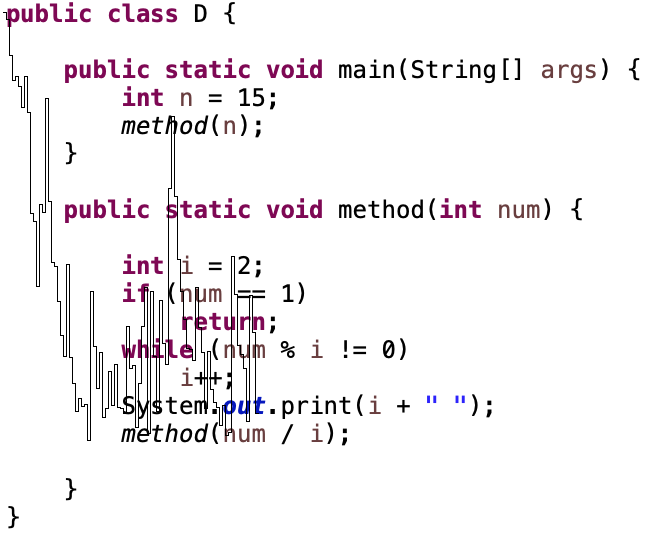 public class D {
public static void main(String[] args) {
int n = 15;
method(n);
}
public static void method(int num) {
int i = 2;
if (num == 1)
return;
while (num % i != 0)
i++;
System.out.print(i + " ");
method(num / i);
}
}